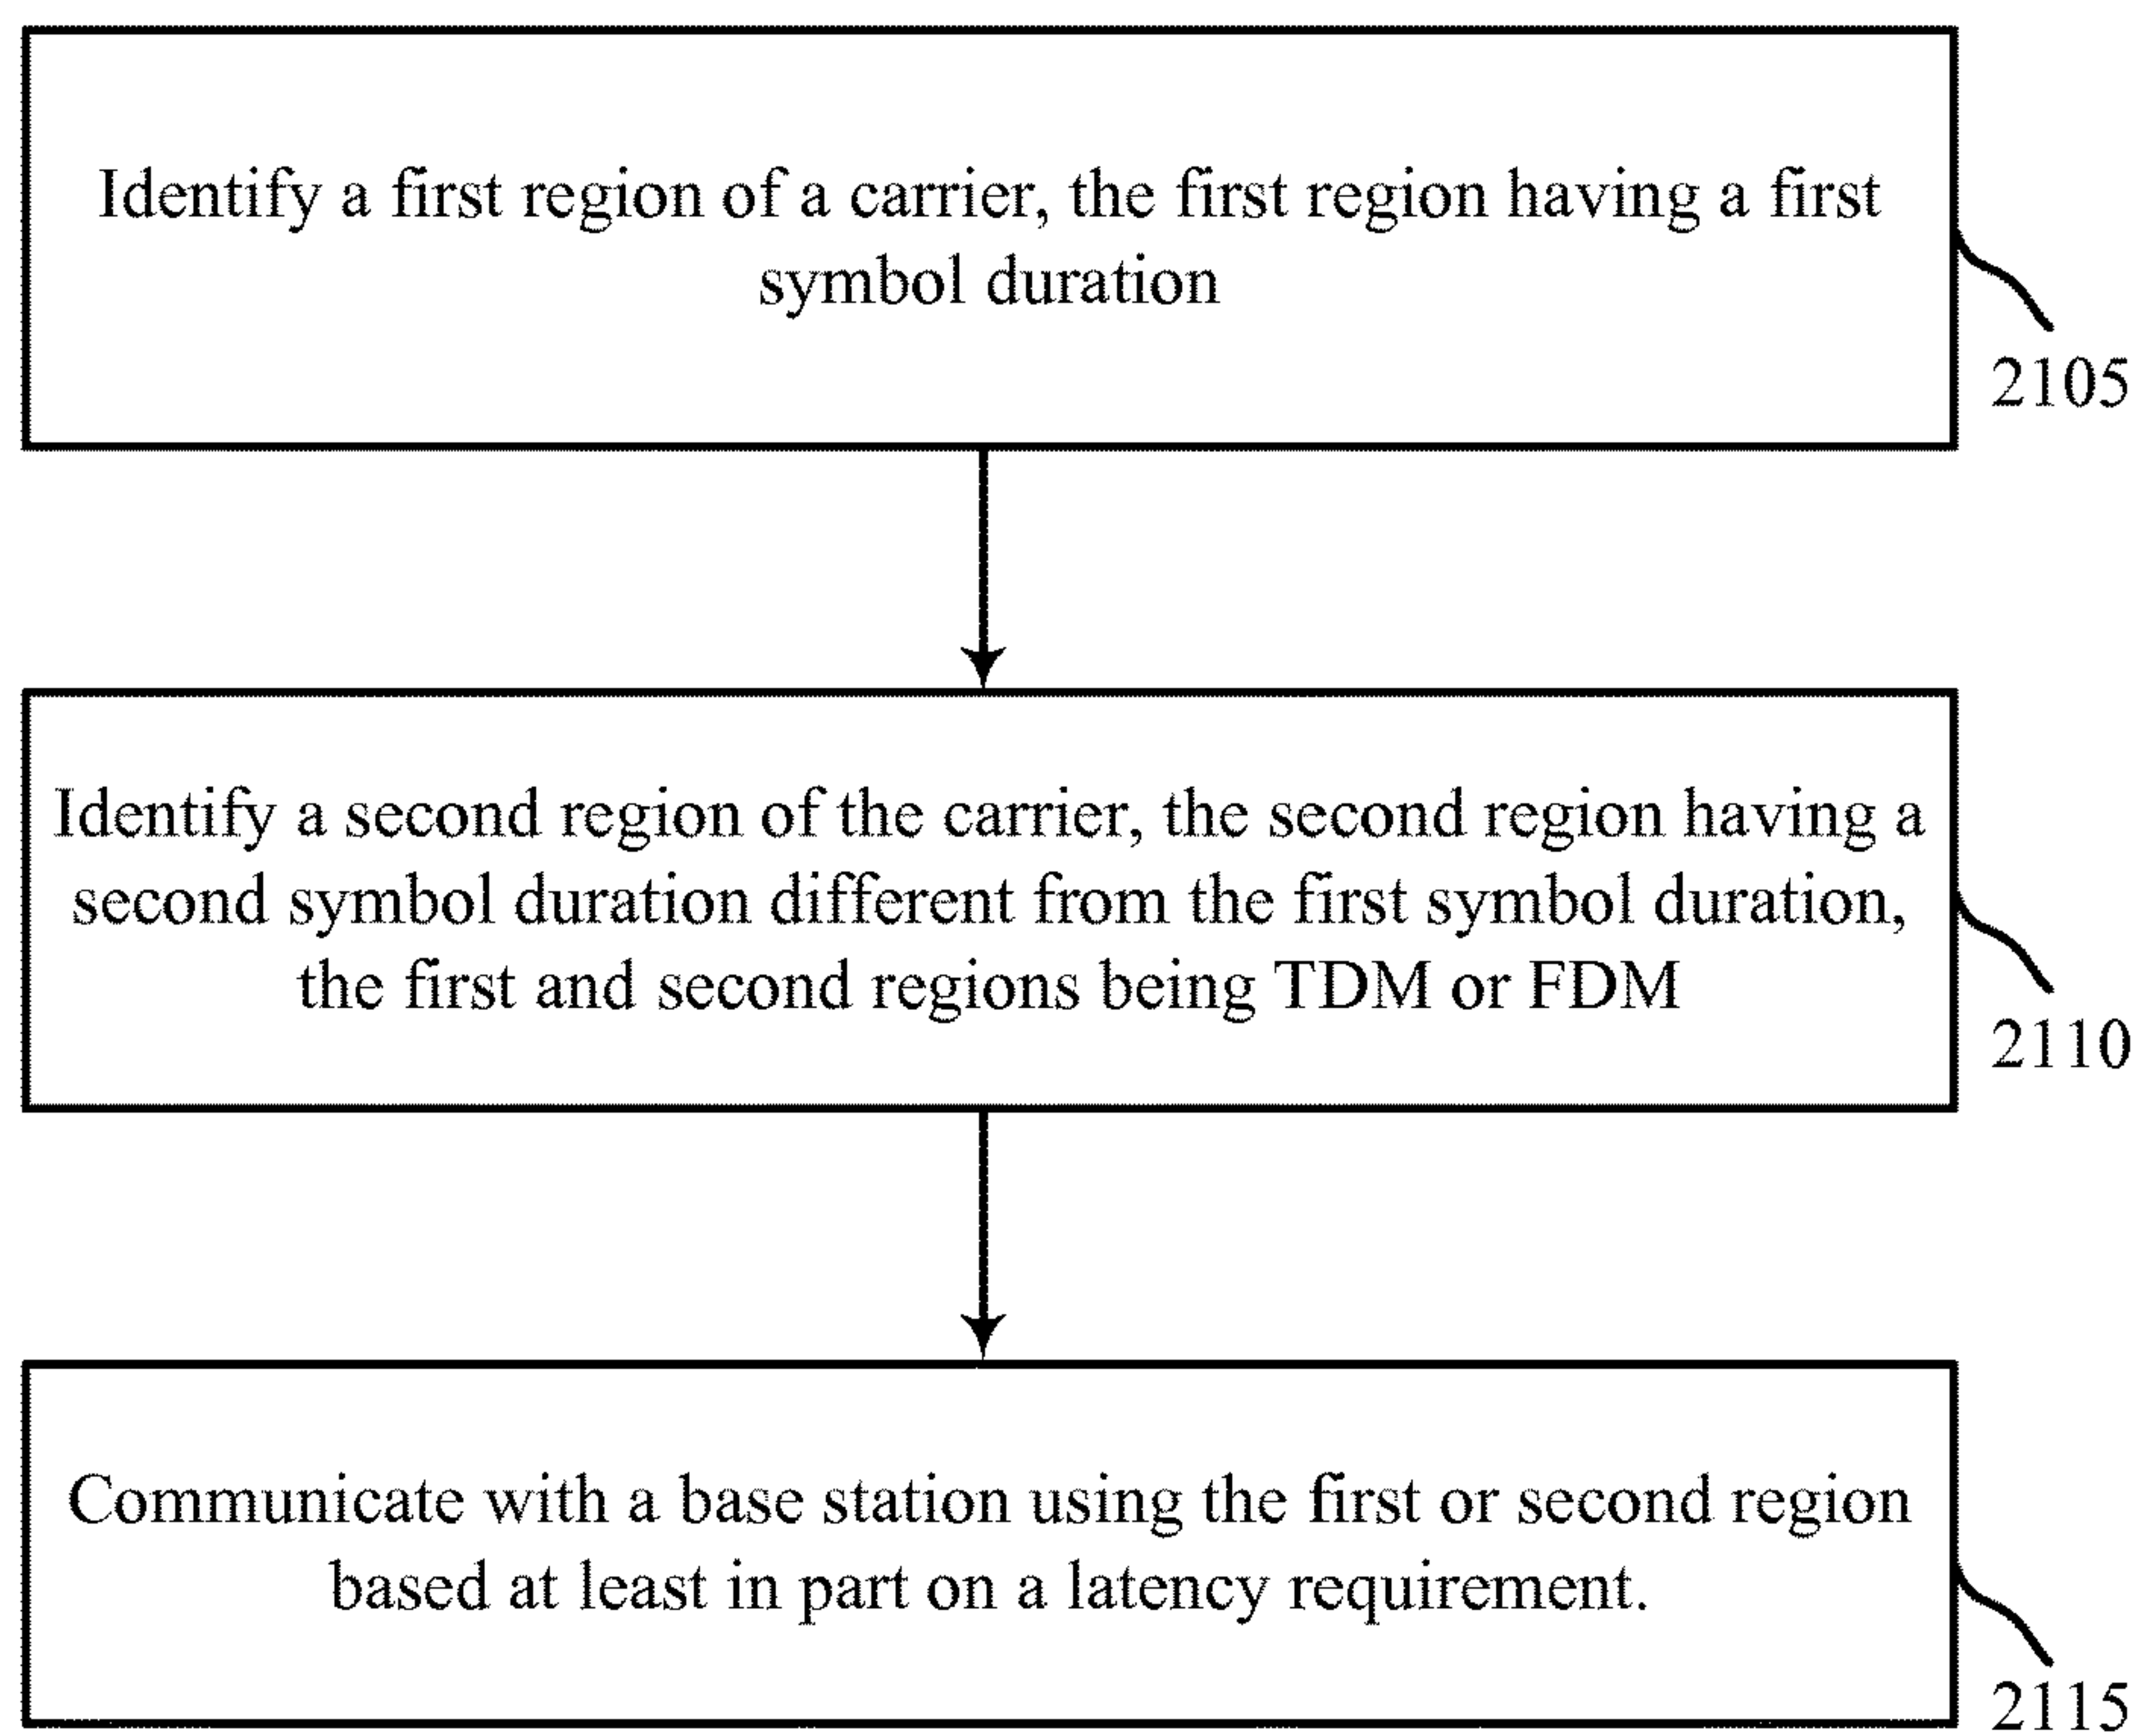 Identify a first region of a carrier, the first region having a first
symbol duration
2105
Identify a second region of the carrier, the second region having a
second symbol duration different from the first symbol duration,
the first and second regions being TDM or FDM
2110
Communicate with a base station using the first or second region
based at least in part on a latency requirement.
2115